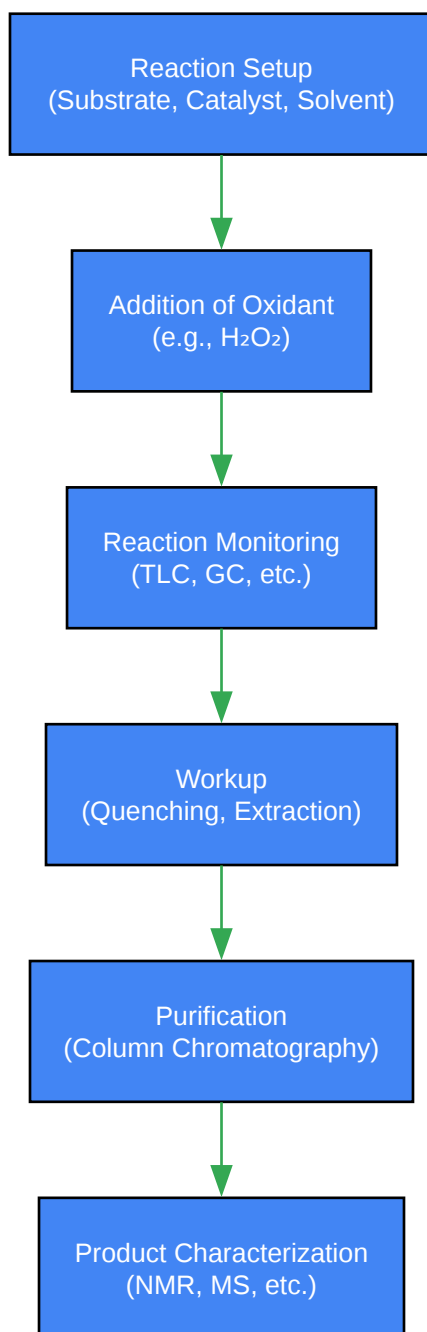 Reaction Setup
(Substrate, Catalyst, Solvent)
Addition of Oxidant
(e.g., H₂O₂)
Reaction Monitoring
(TLC, GC, etc.)
Workup
(Quenching, Extraction)
Purification
(Column Chromatography)
Product Characterization
(NMR, MS, etc.)